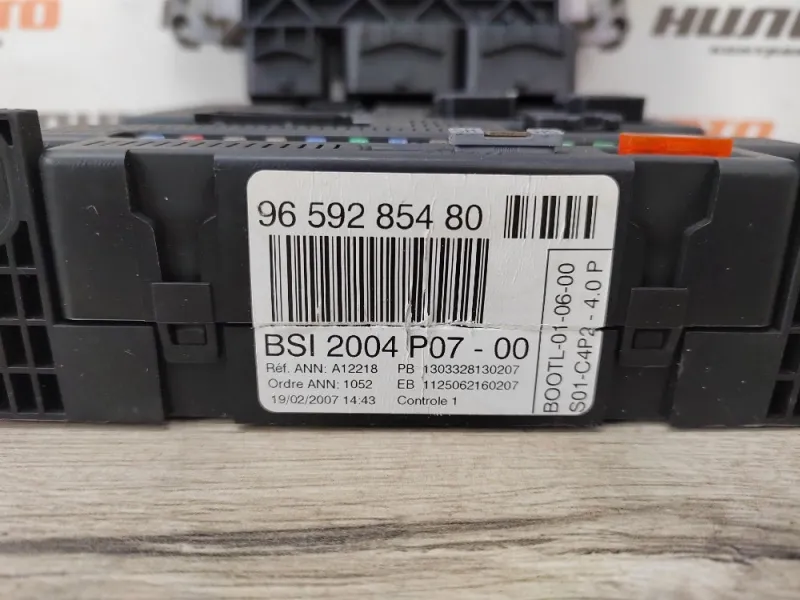 НИЛ
96 592 854 80
BSI 2004 P07 - 00
Réf. ANN: A12218 PB 1303328130207
Ordre ANN: 1052 EB 1125062160207
19/02/2007 14:43 Controle 1
BOOTL-01-06-00
S01-C4P2 - 4.0 P